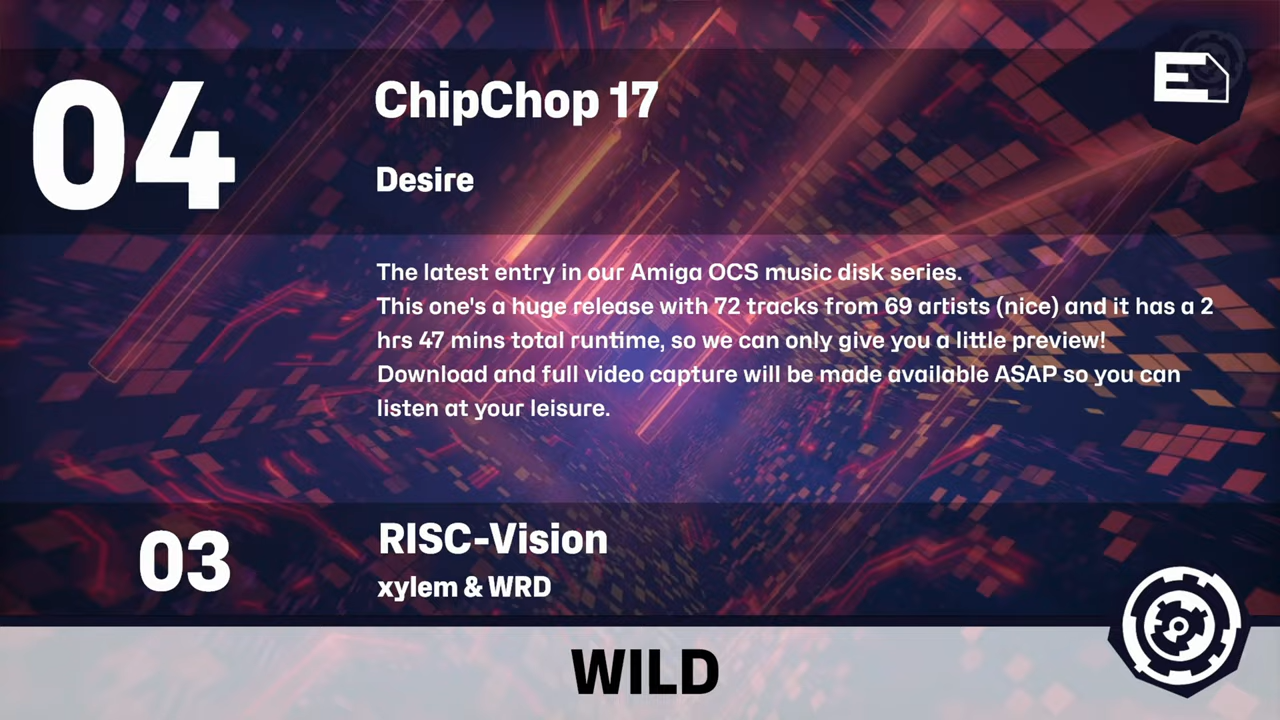 04
ChipChop 17
Desire
The latest entry in our Amiga OCS music disk series.
This one's a huge release with 72 tracks from 69 artists (nice) and it has a 2
hrs 47 mins total runtime, so we can only give you a little preview!
Download and full video capture will be made available ASAP so you can
listen at your leisure.
03
RISC-Vision
xylem & WRD
WILD